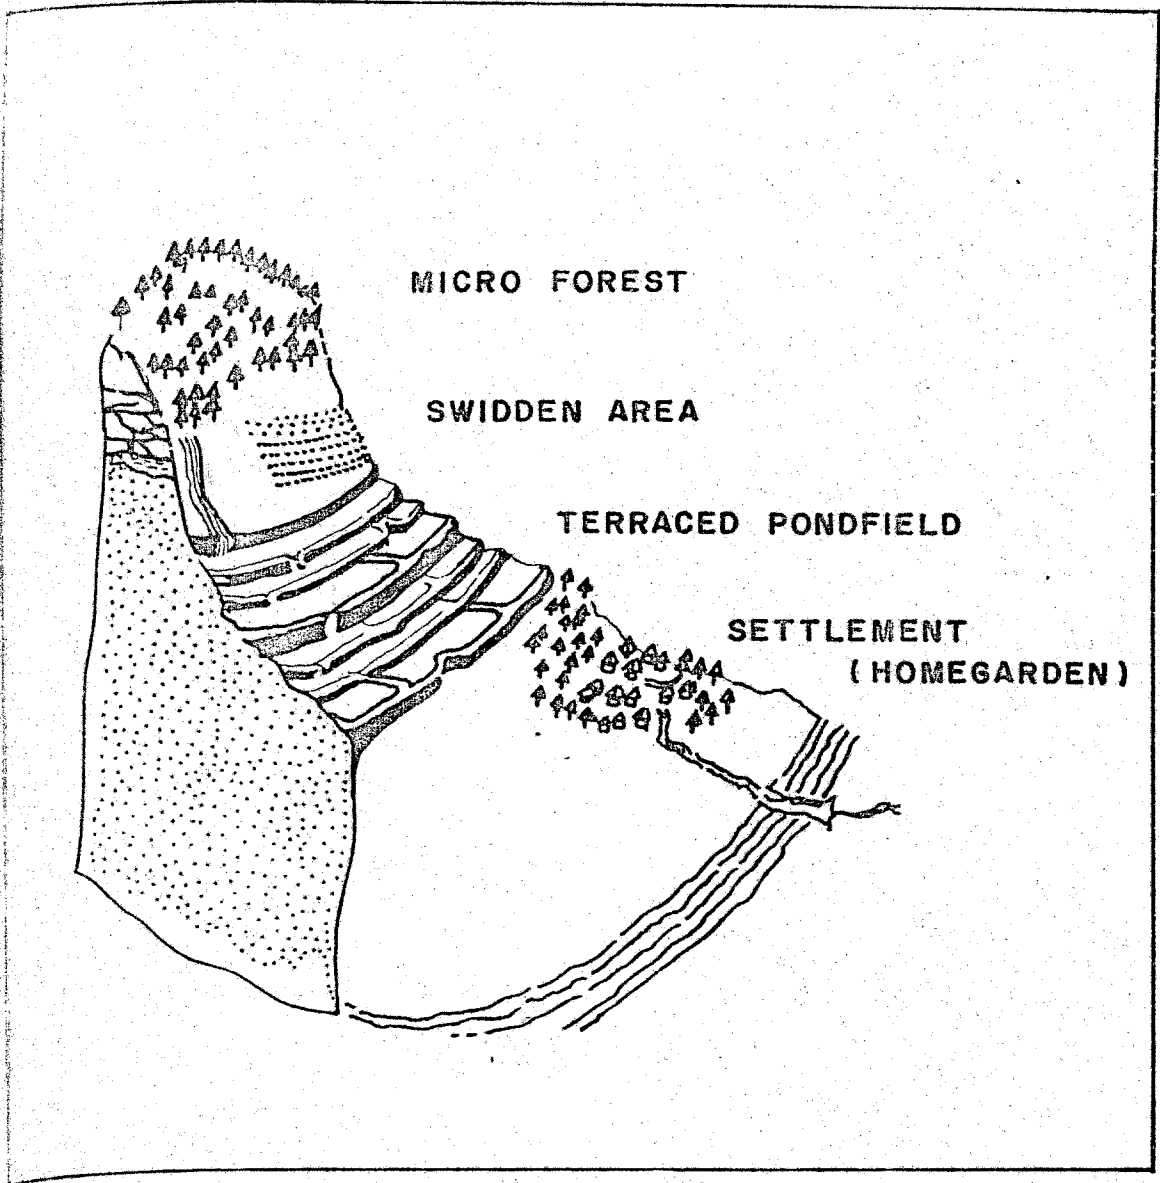 MICRO FOREST
SWIDDEN AREA
TERRACED PONDFIELD
SETTLEMENT
(HOMEGARDEN)